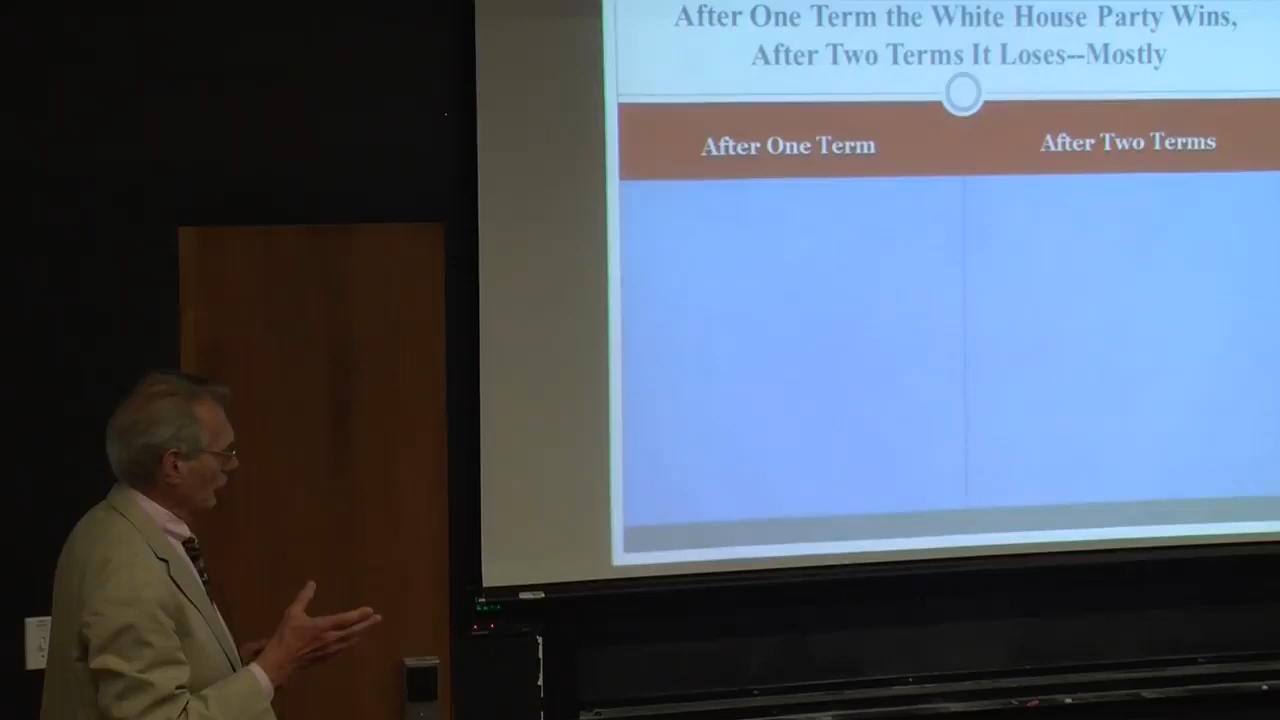 After One Term the White House Party Wins,
After Two Terms It Loses--Mostly
After One Term
After Two Terms